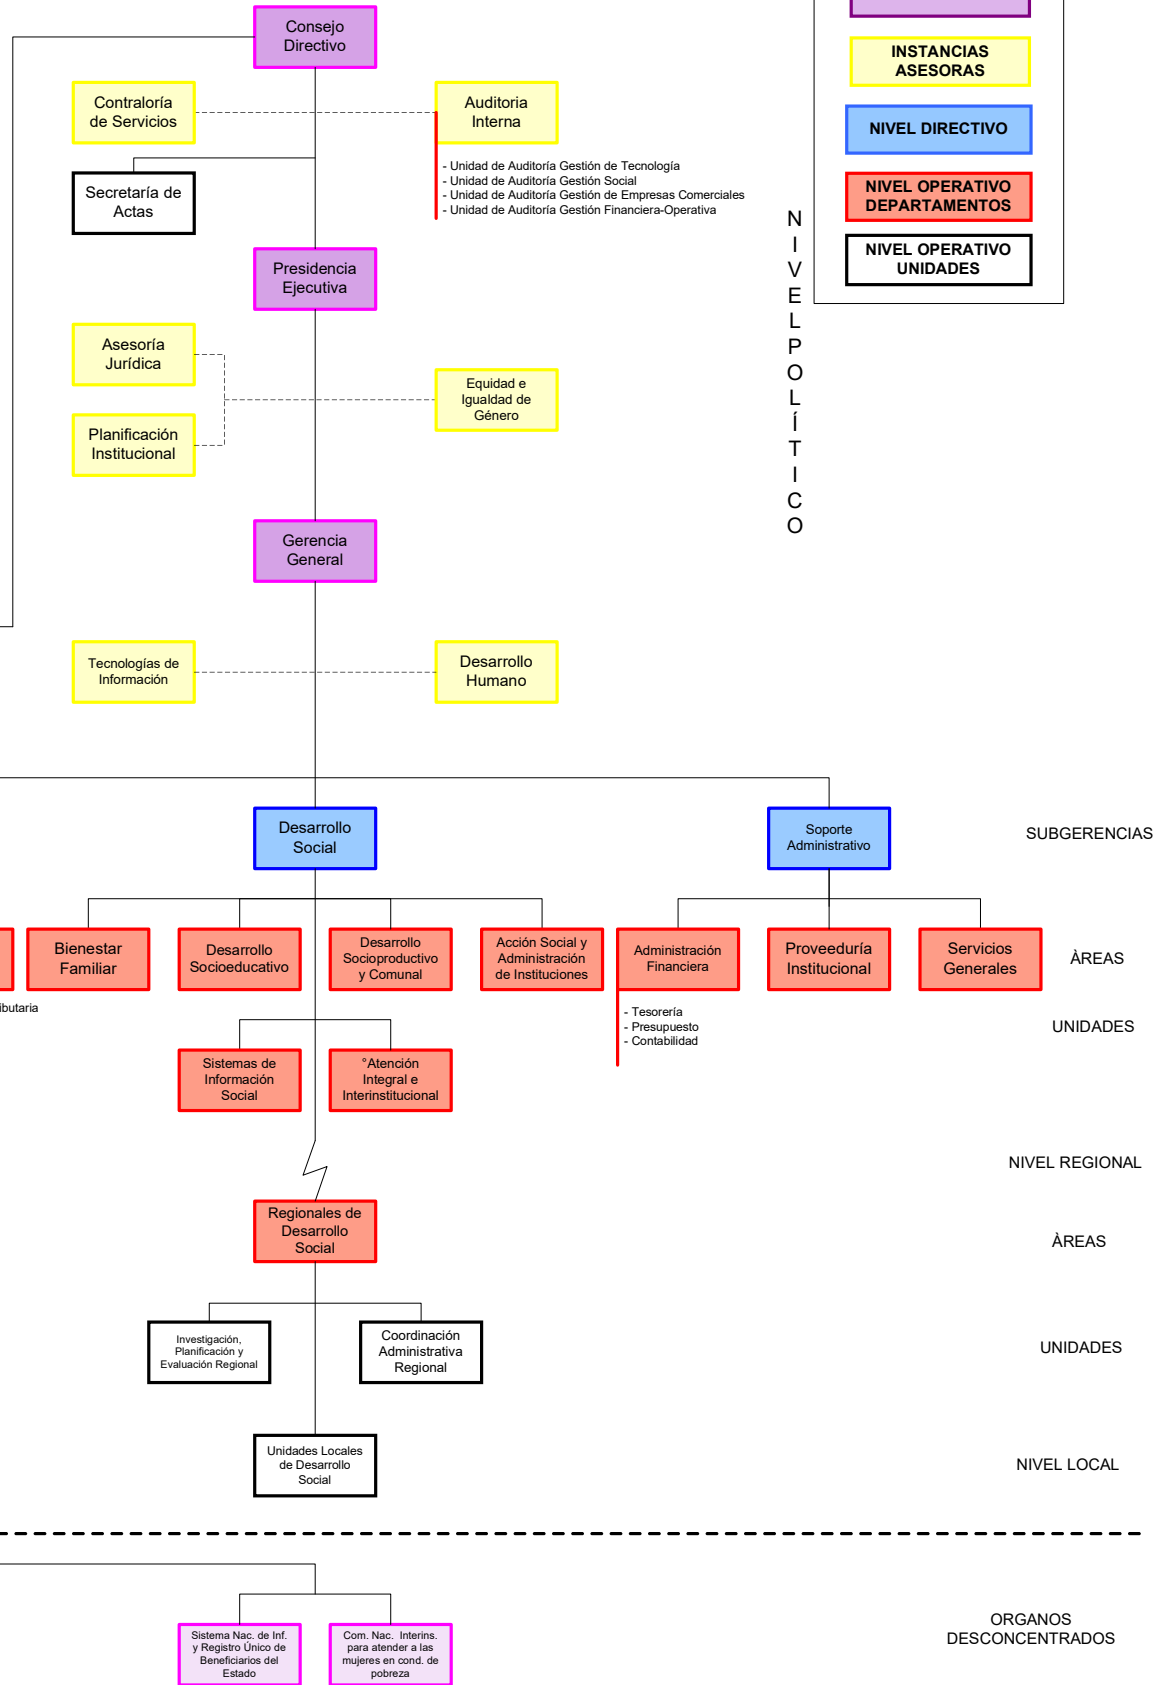 Consejo
Directivo
INSTANCIAS
ASESORAS
Contraloría
de Servicios
Auditoria
Interna
NIVEL DIRECTIVO
- Unidad de Auditoría Gestión de Tecnología
- Unidad de Auditoría Gestión Social
- Unidad de Auditoría Gestión de Empresas Comerciales
- Unidad de Auditoría Gestión Financiera-Operativa
Secretaría de
Actas
NIVEL OPERATIVO
DEPARTAMENTOS
NIVEL OPERATIVO
UNIDADES
N
I
V
E
L
P
O
L
Í
T
I
C
O
Presidencia
Ejecutiva
Asesoría
Jurídica
Equidad e
Igualdad de
Género
Planificación
Institucional
Gerencia
General
Tecnologías de
Información
Desarrollo
Humano
Desarrollo
Social
Soporte
Administrativo
SUBGERENCIAS
Bienestar
Familiar
Desarrollo
Socioeducativo
Desarrollo
Socioproductivo
y Comunal
Acción Social y
Administración
de Instituciones
Administración
Financiera
Proveeduría
Institucional
Servicios
Generales
ÀREAS
ibutaria
- Tesorería
- Presupuesto
- Contabilidad
UNIDADES
Sistemas de
Información
Social
°Atención
Integral e
Interinstitucional
NIVEL REGIONAL
Regionales de
Desarrollo
Social
ÀREAS
Investigación,
Planificación y
Evaluación Regional
Coordinación
Administrativa
Regional
UNIDADES
Unidades Locales
de Desarrollo
Social
NIVEL LOCAL
Sistema Nac. de Inf.
y Registro Único de
Beneficiarios del
Estado
Com. Nac. Interins.
para atender a las
mujeres en cond. de
pobreza
ORGANOS
DESCONCENTRADOS